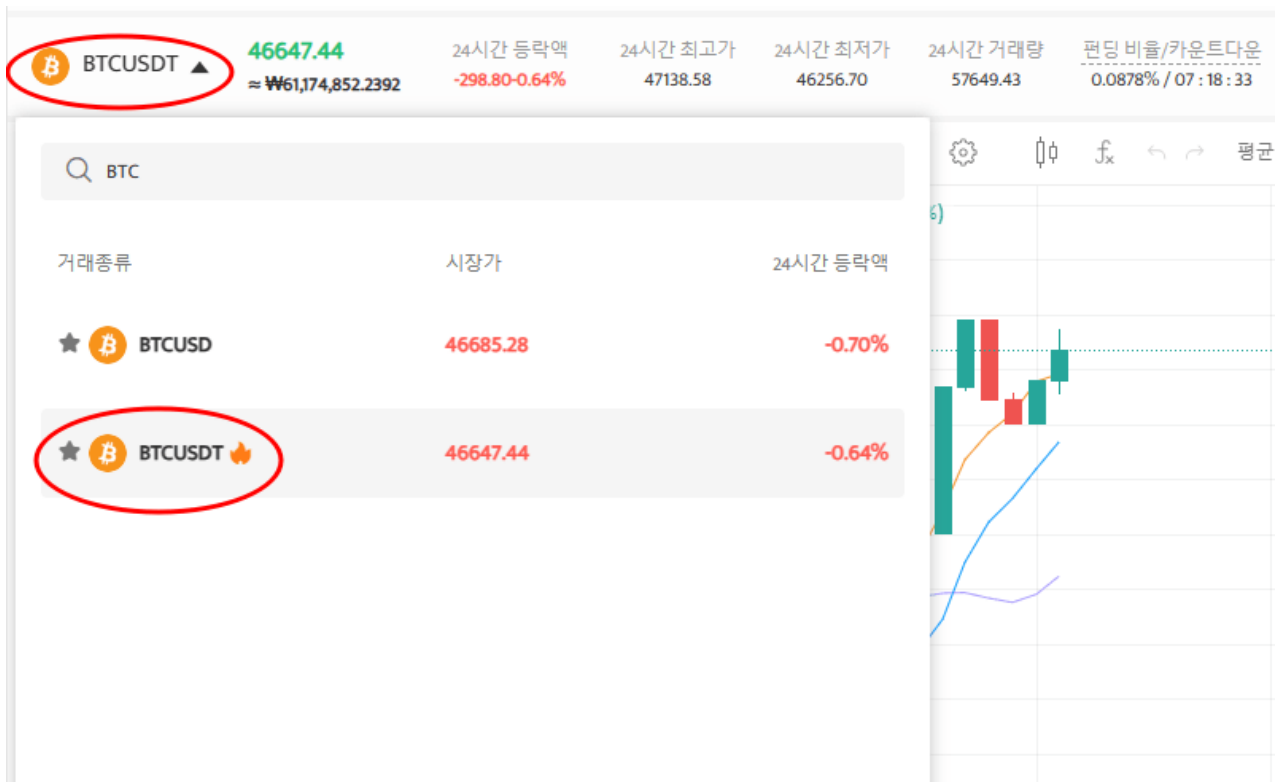 BTCUSDT ▲
46647.44
≈ ₩61,174,852.2392
24시간 등락액
-298.80-0.64%
24시간 최고가
47138.58
24시간 최저가
46256.70
24시간 거래량
57649.43
펀딩 비율/카운트다운
0.0878% / 07 : 18 : 33
BTC
평균
%)
거래종류 시장가 24시간 등락액
BTCUSD 46685.28 -0.70%
BTCUSDT 46647.44 -0.64%